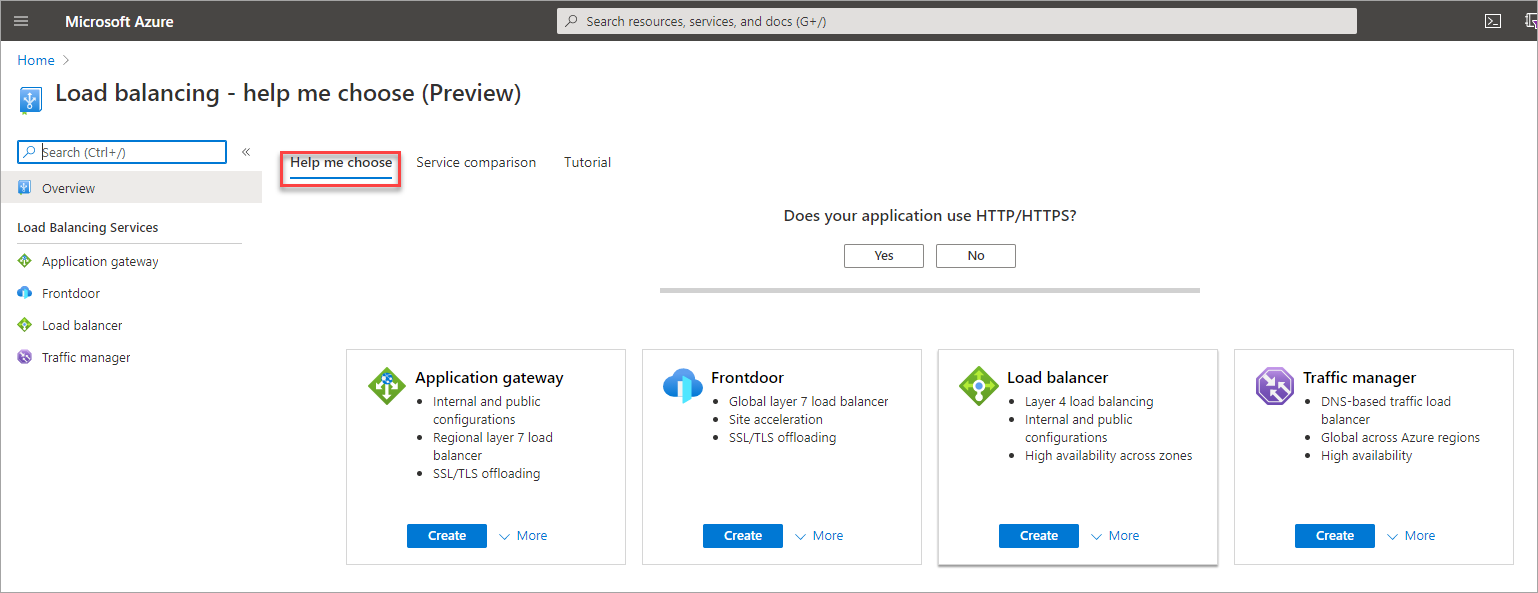 Microsoft Azure
Search resources, services, and docs (G+/)
Home
Load balancing - help me choose (Preview)
Search (Ctrl+/)
«
Overview
Load Balancing Services
Application gateway
Frontdoor
Load balancer
Traffic manager
Help me choose
Service comparison
Tutorial
Does your application use HTTP/HTTPS?
Yes
No
Application gateway
• Internal and public
configurations
• Regional layer 7 load
balancer
• SSL/TLS offloading
Create
More
Frontdoor
• Global layer 7 load balancer
• Site acceleration
• SSL/TLS offloading
Create
More
Load balancer
• Layer 4 load balancing
• Internal and public
configurations
• High availability across zones
Create
More
Traffic manager
• DNS-based traffic load
balancer
• Global across Azure regions
• High availability
Create
More